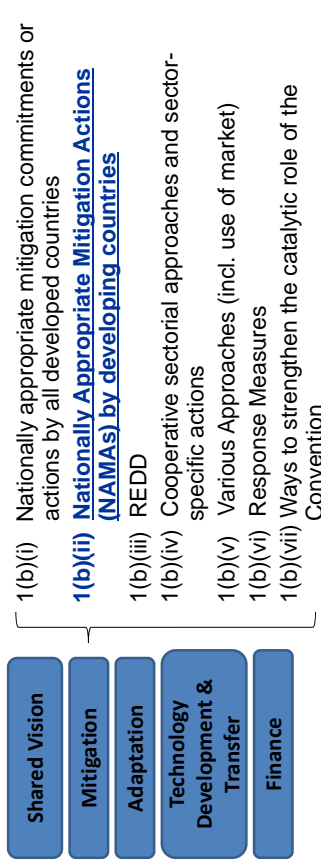 Shared Vision
Mitigation
Adaptation
Technology
Development &
Transfer
Finance
1(b)(i) Nationally appropriate mitigation commitments or
actions by all developed countries
1(b)(ii) Nationally Appropriate Mitigation Actions
(NAMAs) by developing countries
1(b)(iii) REDD
1(b)(iv) Cooperative sectorial approaches and sector-
specific actions
1(b)(v) Various Approaches (incl. use of market)
1(b)(vi) Response Measures
1(b)(vii) Ways to strengthen the catalytic role of the
Convention